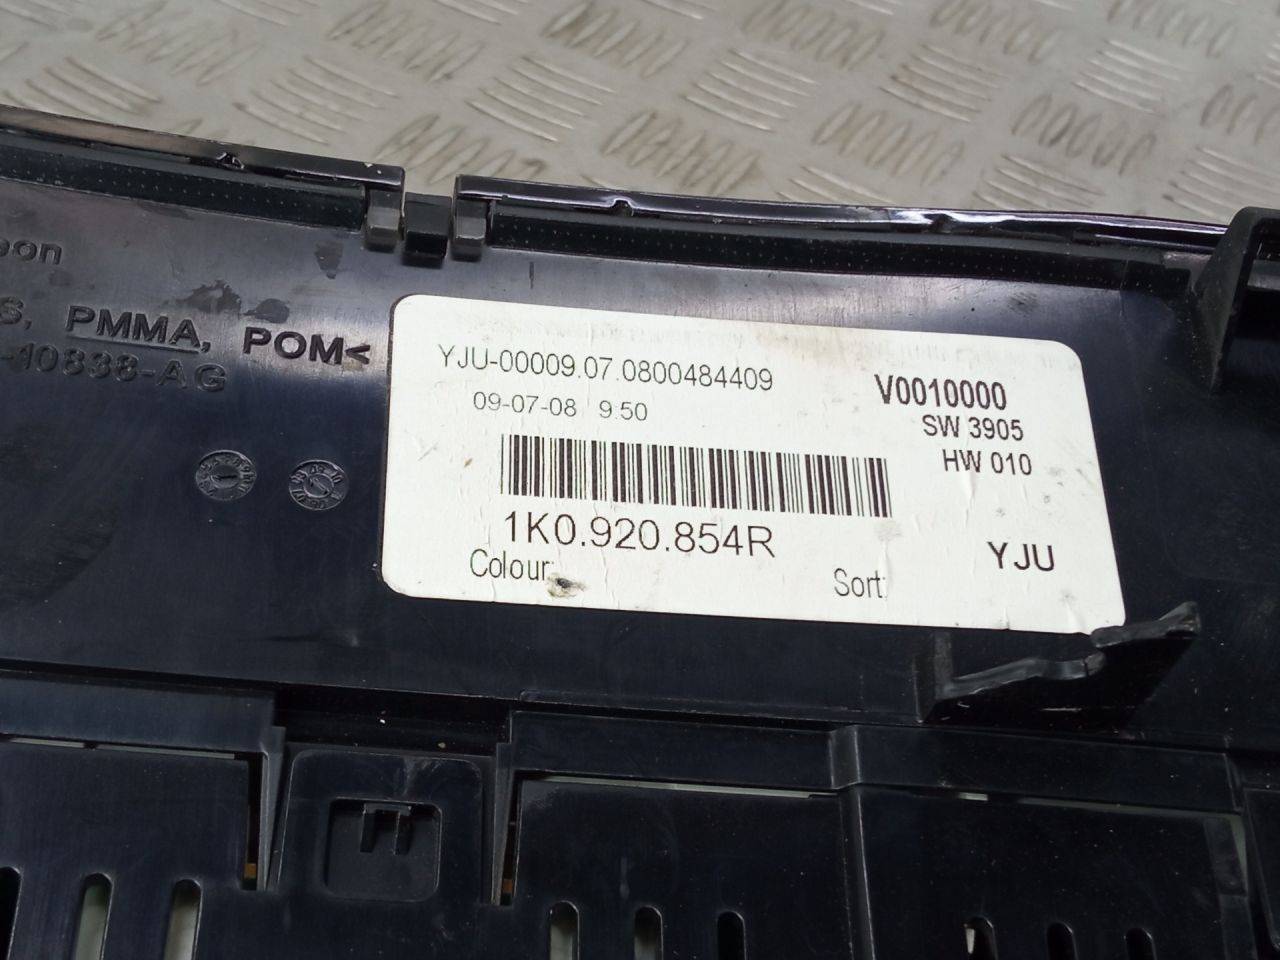 S, PMMA, POM<
-10838-AG
YJU-00009.07.0800484409
09-07-08 9.50
V0010000
SW 3905
HW 010
1K0.920.854R
YJU
Colour:
Sort: